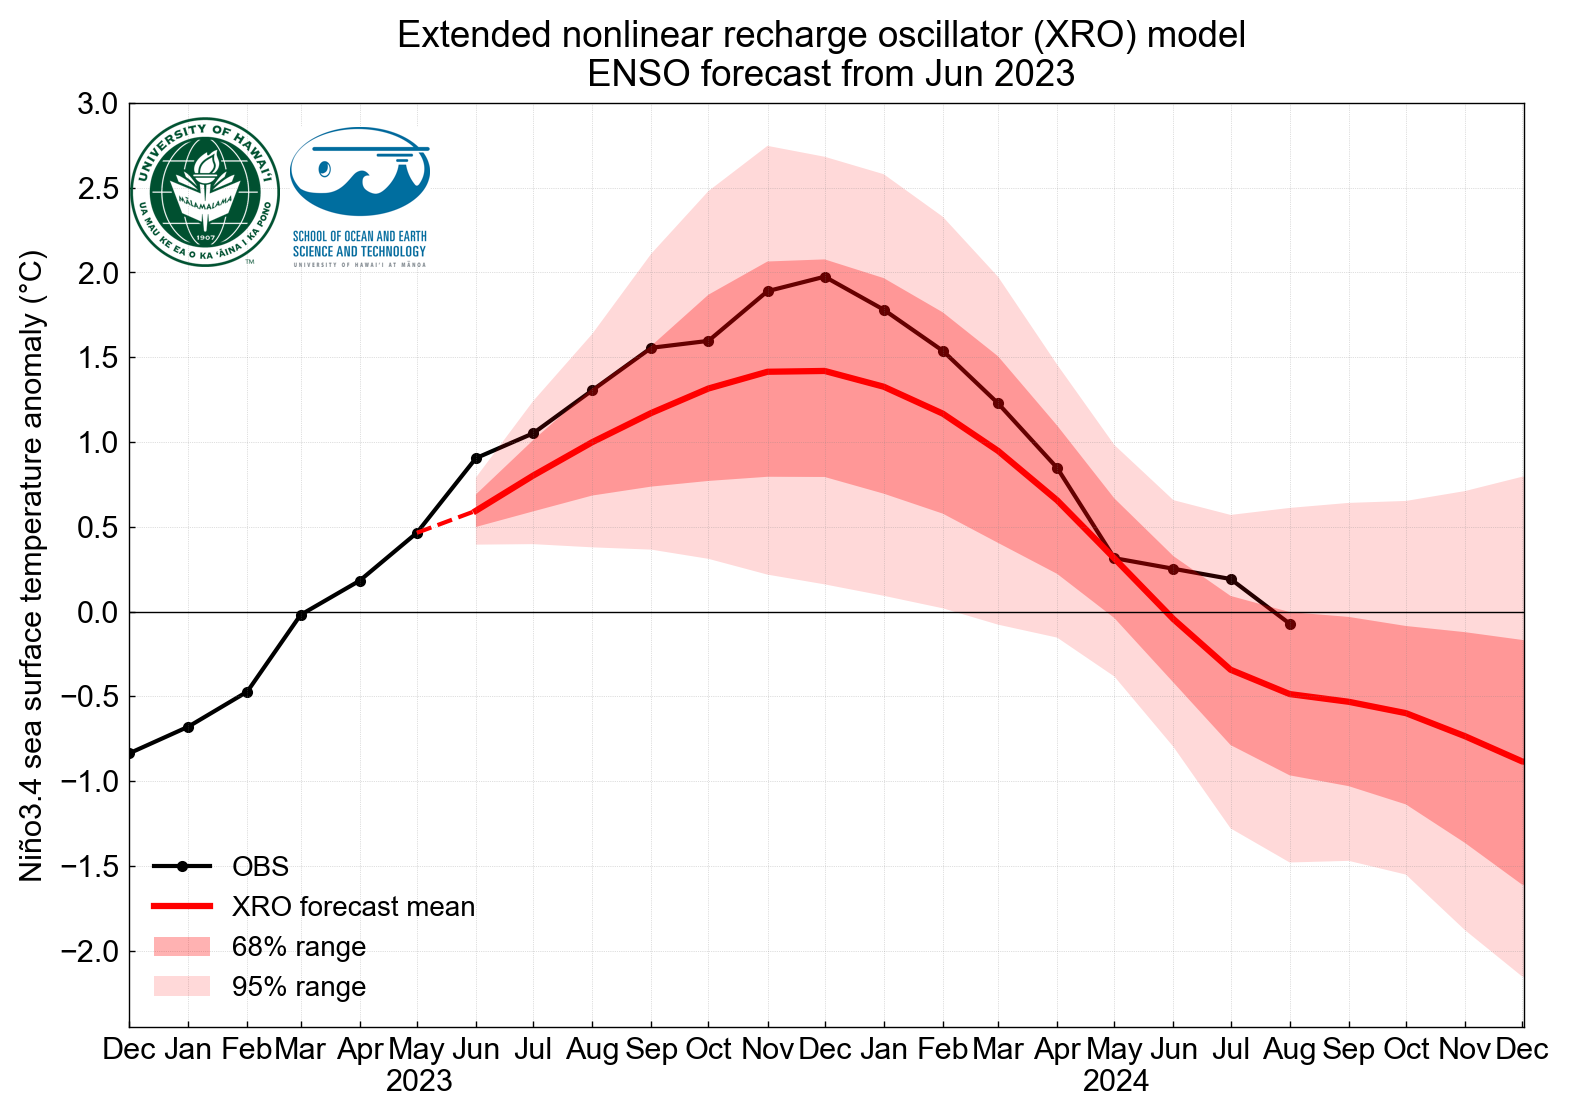 Extended nonlinear recharge oscillator (XRO) model
ENSO forecast from Jun 2023
UNIVERSITY OF HAWAI‘I
MĀLAMALAMA
1907
UA MAU KE EA O KA ‘ĀINA I KA PONO
TM
SCHOOL OF OCEAN AND EARTH
SCIENCE AND TECHNOLOGY
UNIVERSITY OF HAWAI‘I AT MĀNOA
Niño3.4 sea surface temperature anomaly (°C)
3.0
2.5
2.0
1.5
1.0
0.5
0.0
−0.5
−1.0
−1.5
−2.0
OBS
XRO forecast mean
68% range
95% range
Dec Jan Feb Mar Apr May Jun Jul Aug Sep Oct Nov Dec Jan Feb Mar Apr May Jun Jul Aug Sep Oct Nov Dec
2023 2024